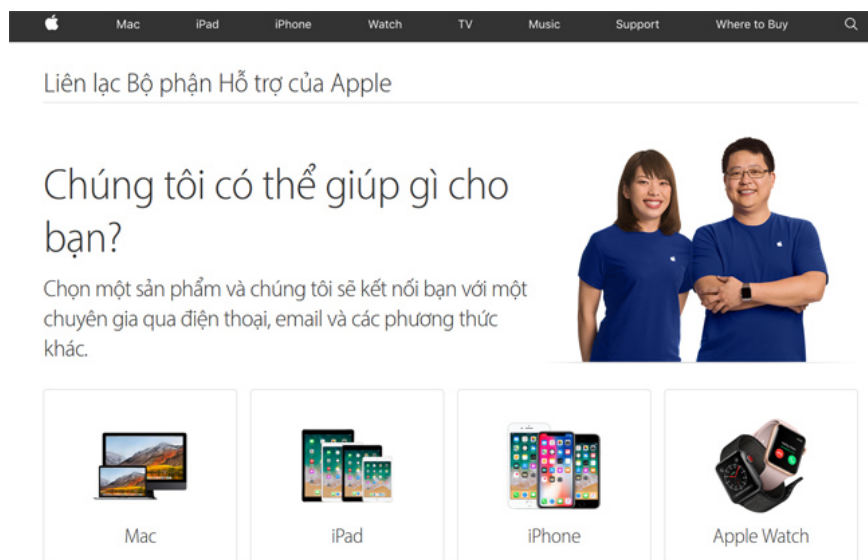 Mac iPad iPhone Watch TV Music Support Where to Buy
Liên lạc Bộ phận Hỗ trợ của Apple
Chúng tôi có thể giúp gì cho
bạn?
Chọn một sản phẩm và chúng tôi sẽ kết nối bạn với một
chuyên gia qua điện thoại, email và các phương thức
khác.
Mac iPad iPhone Apple Watch